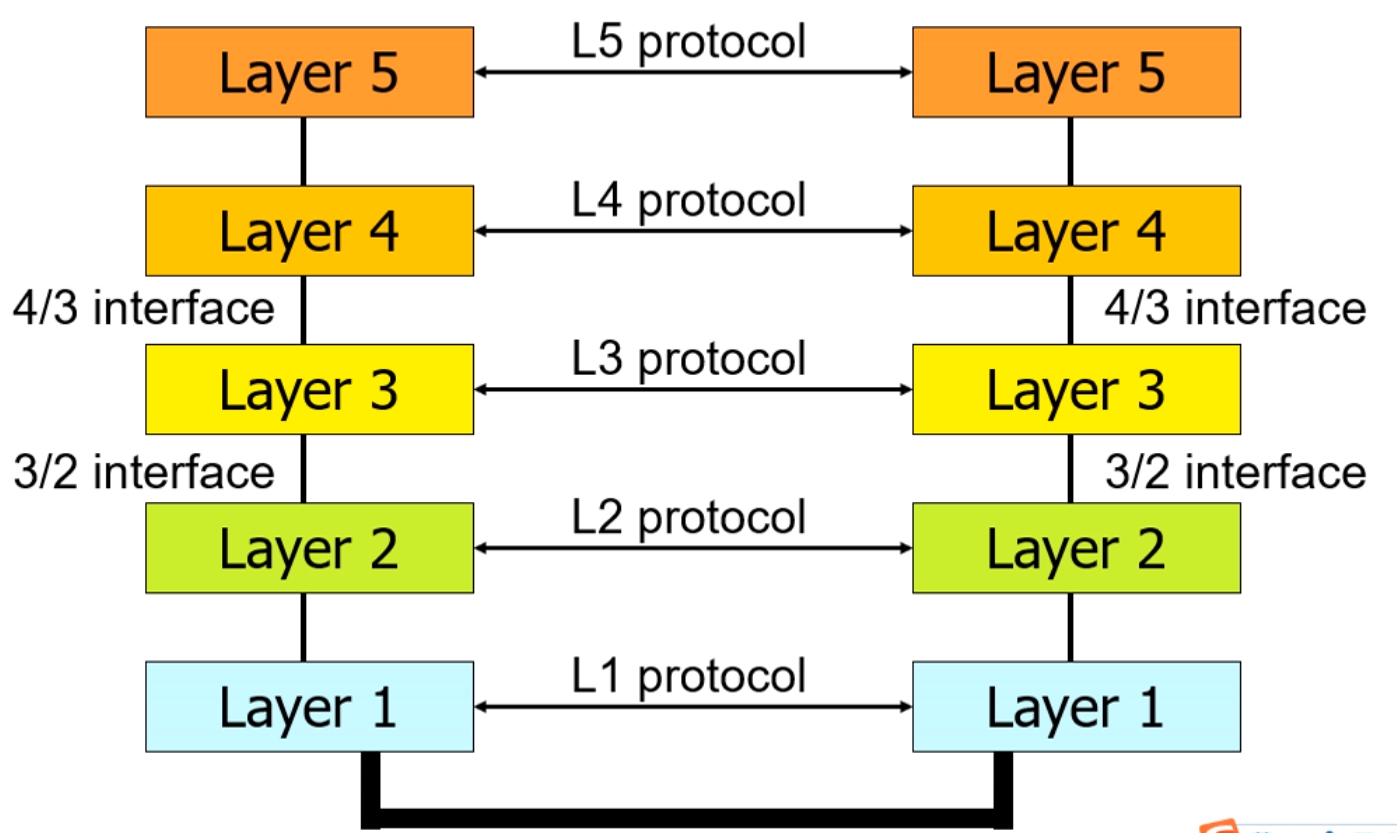 L5 protocol
Layer 5 Layer 5
L4 protocol
Layer 4 Layer 4
4/3 interface 4/3 interface
L3 protocol
Layer 3 Layer 3
3/2 interface 3/2 interface
L2 protocol
Layer 2 Layer 2
L1 protocol
Layer 1 Layer 1